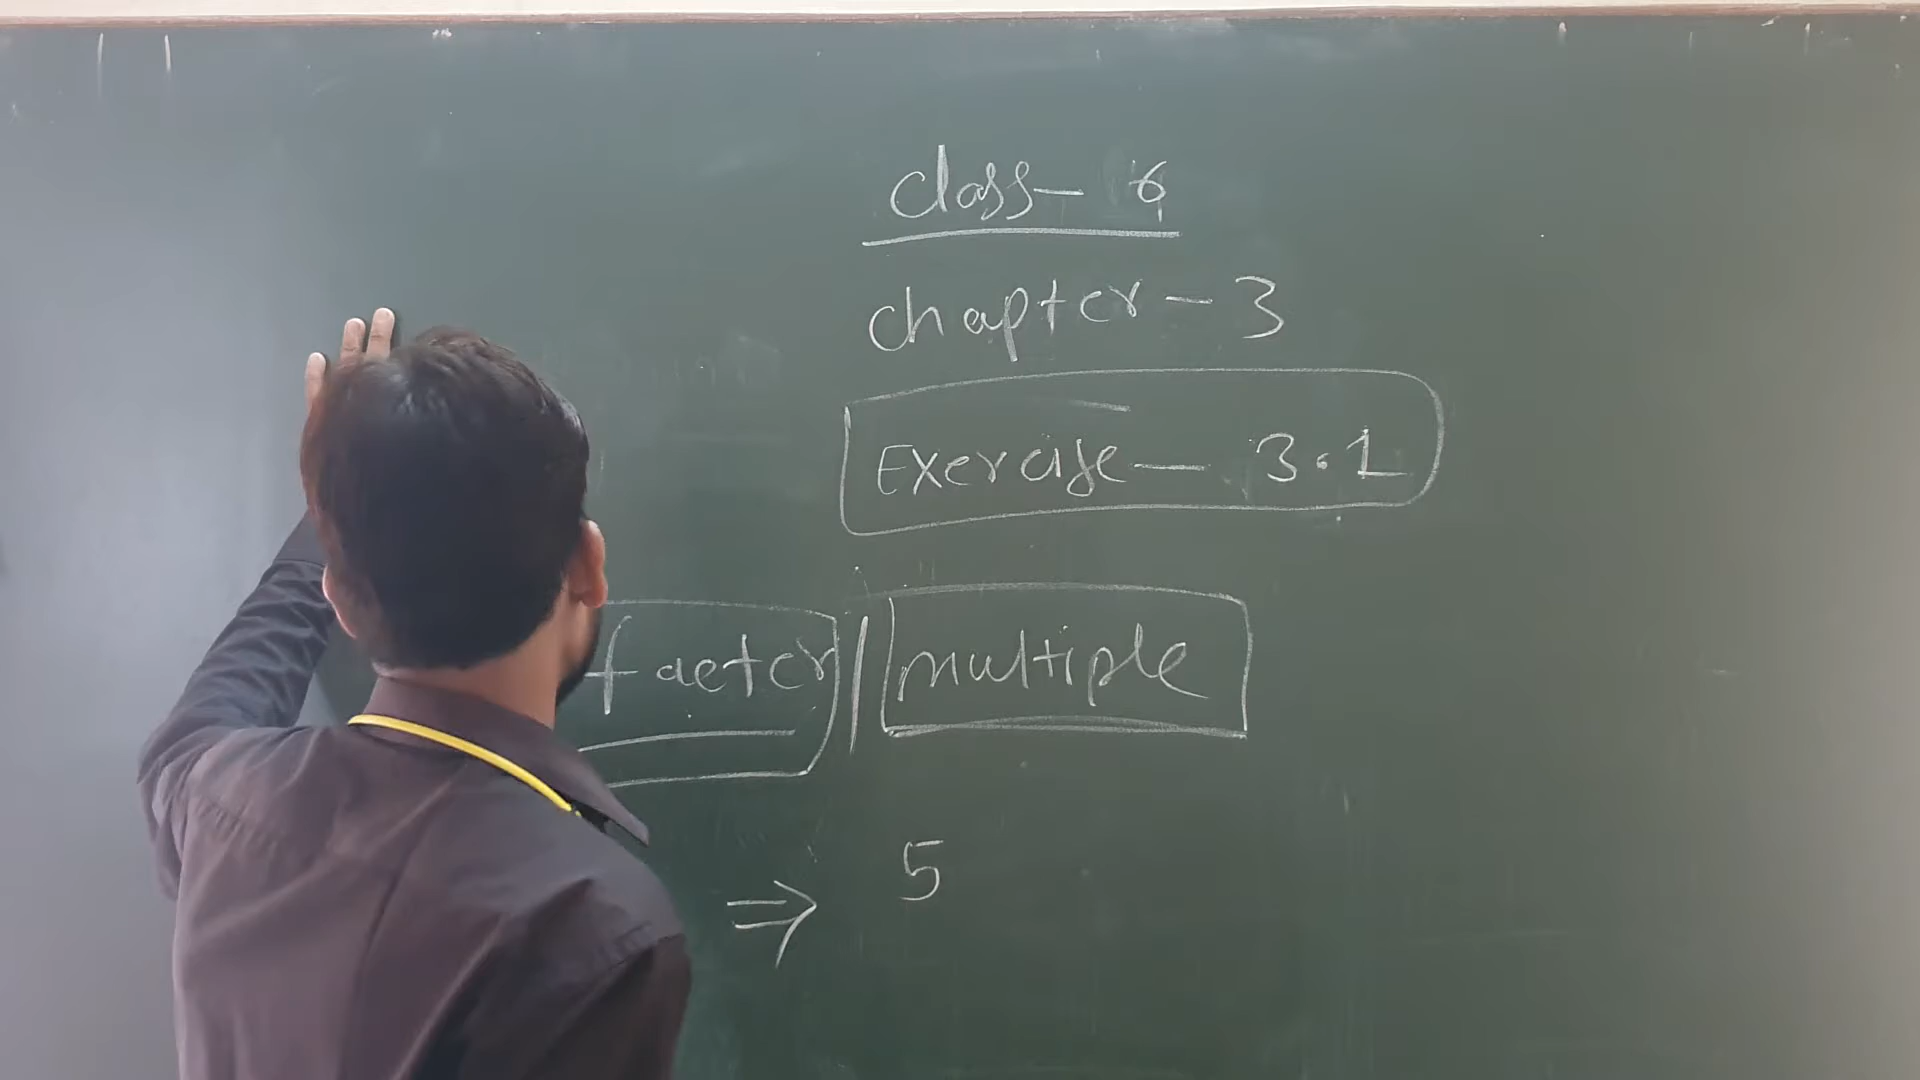 class - 6
chapter - 3
Exercise - 3.1
factor | multiple
⇒ 5